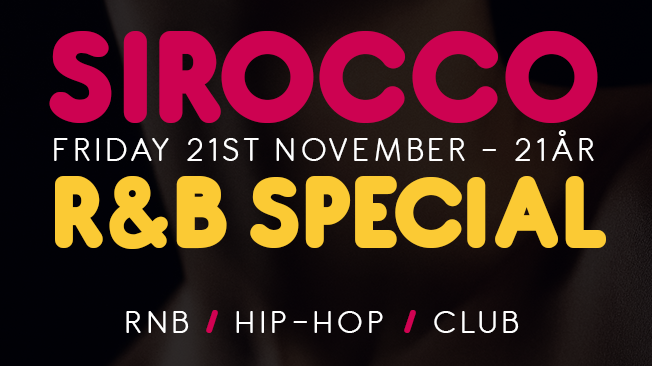 SIROCCO
FRIDAY 21ST NOVEMBER - 21ÅR
R&B SPECIAL
RNB / HIP-HOP / CLUB